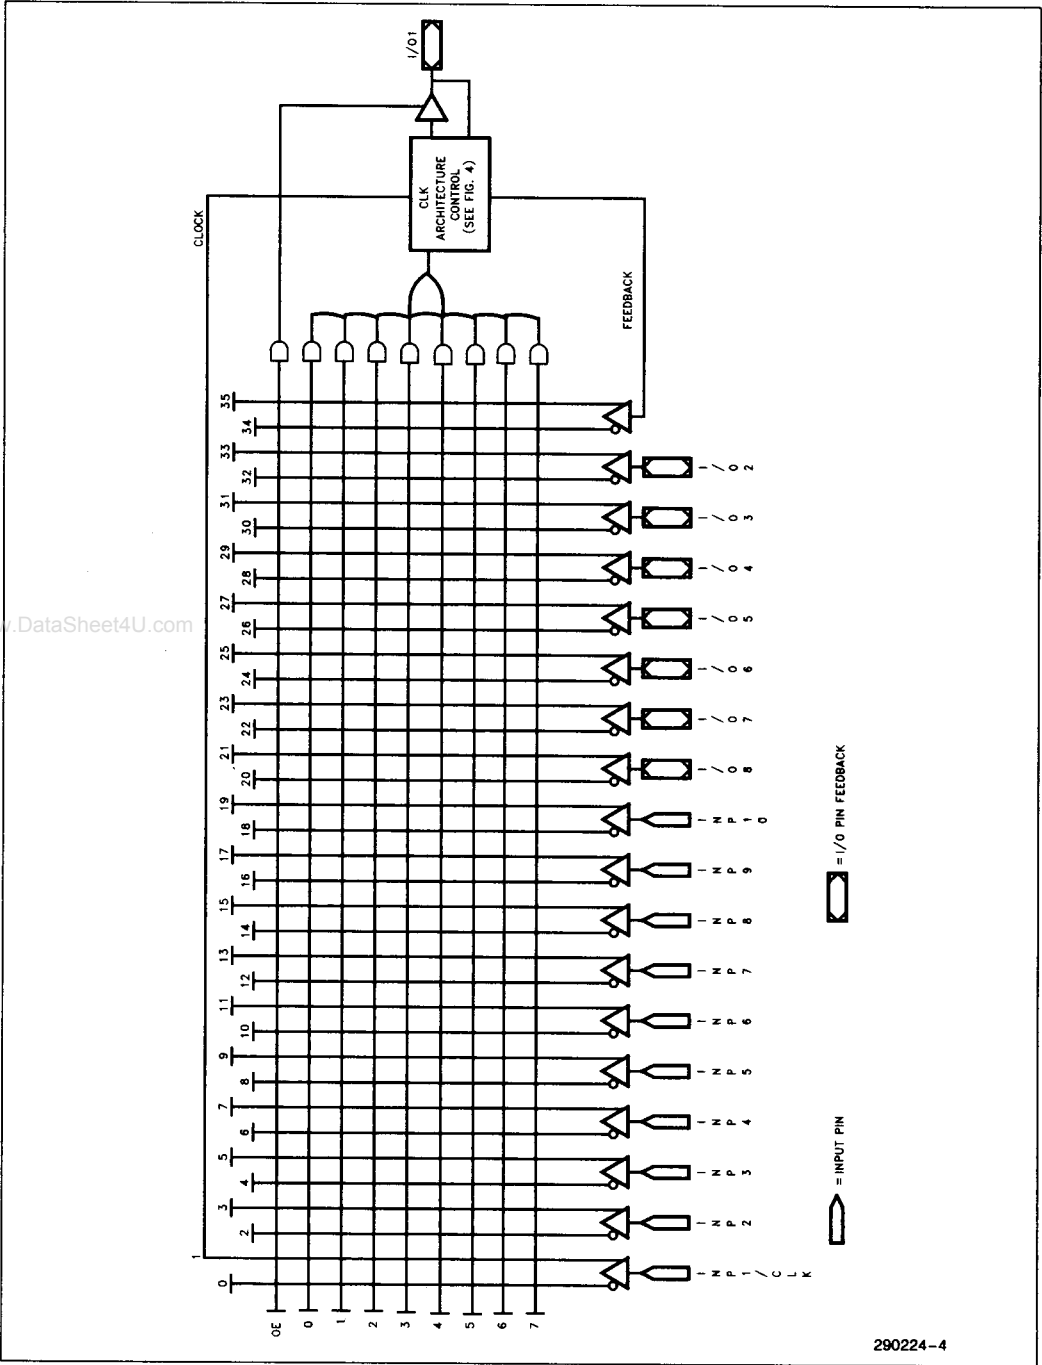 I/O1
CLOCK
CLK
ARCHITECTURE
CONTROL
(SEE FIG. 4)
FEEDBACK
35
34
33
32
31
30
29
28
27
26
25
24
23
22
21
20
19
18
17
16
15
14
13
12
11
10
9
8
7
6
5
4
3
2
1
0
OE
0
1
2
3
4
5
6
7
I/O2
I/O3
I/O4
I/O5
I/O6
I/O7
I/O8
INP10
INP9
INP8
INP7
INP6
INP5
INP4
INP3
INP2
INP1/CLK
= I/O PIN FEEDBACK
= INPUT PIN
w.DataSheet4U.com
290224-4